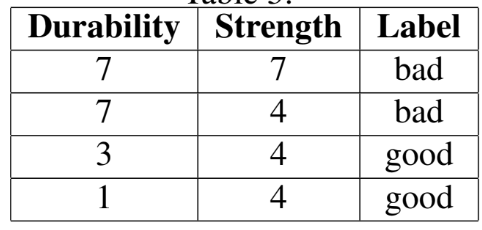 Durability Strength Label
7 7 bad
7 4 bad
3 4 good
1 4 good